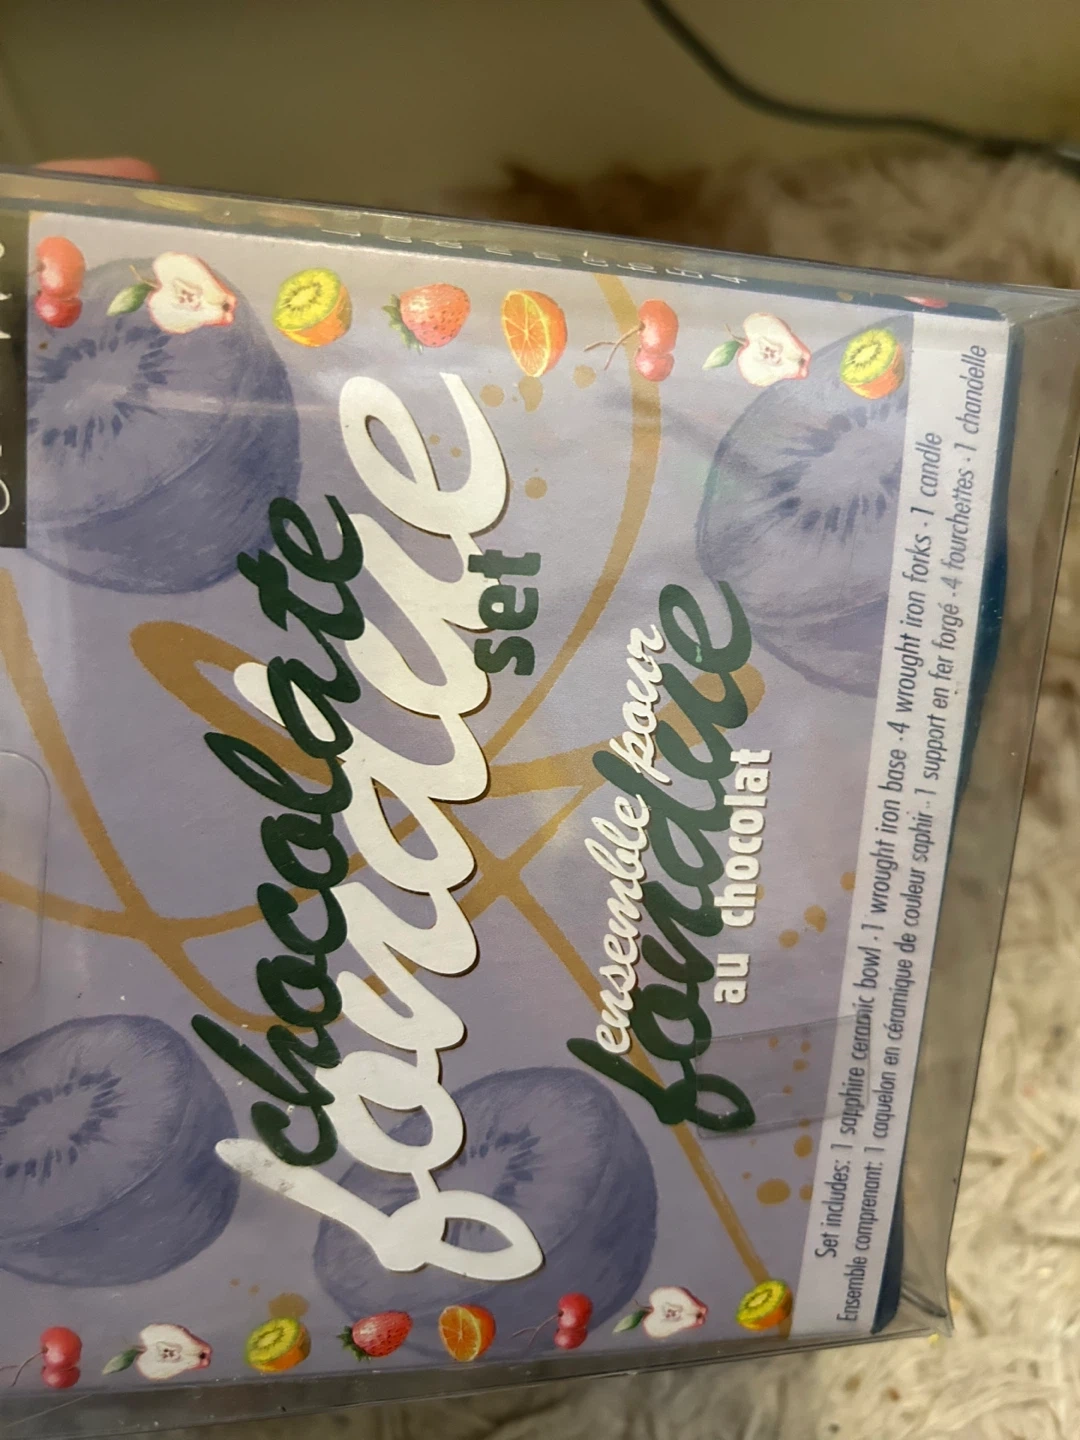 chocolate
fondue
set
ensemble pour
fondue
au chocolat
Set includes: 1 sapphire ceramic bowl · 1 wrought iron base · 4 wrought iron forks · 1 candle
Ensemble comprenant: 1 caquelon en céramique de couleur saphir · 1 support en fer forgé · 4 fourchettes · 1 chandelle